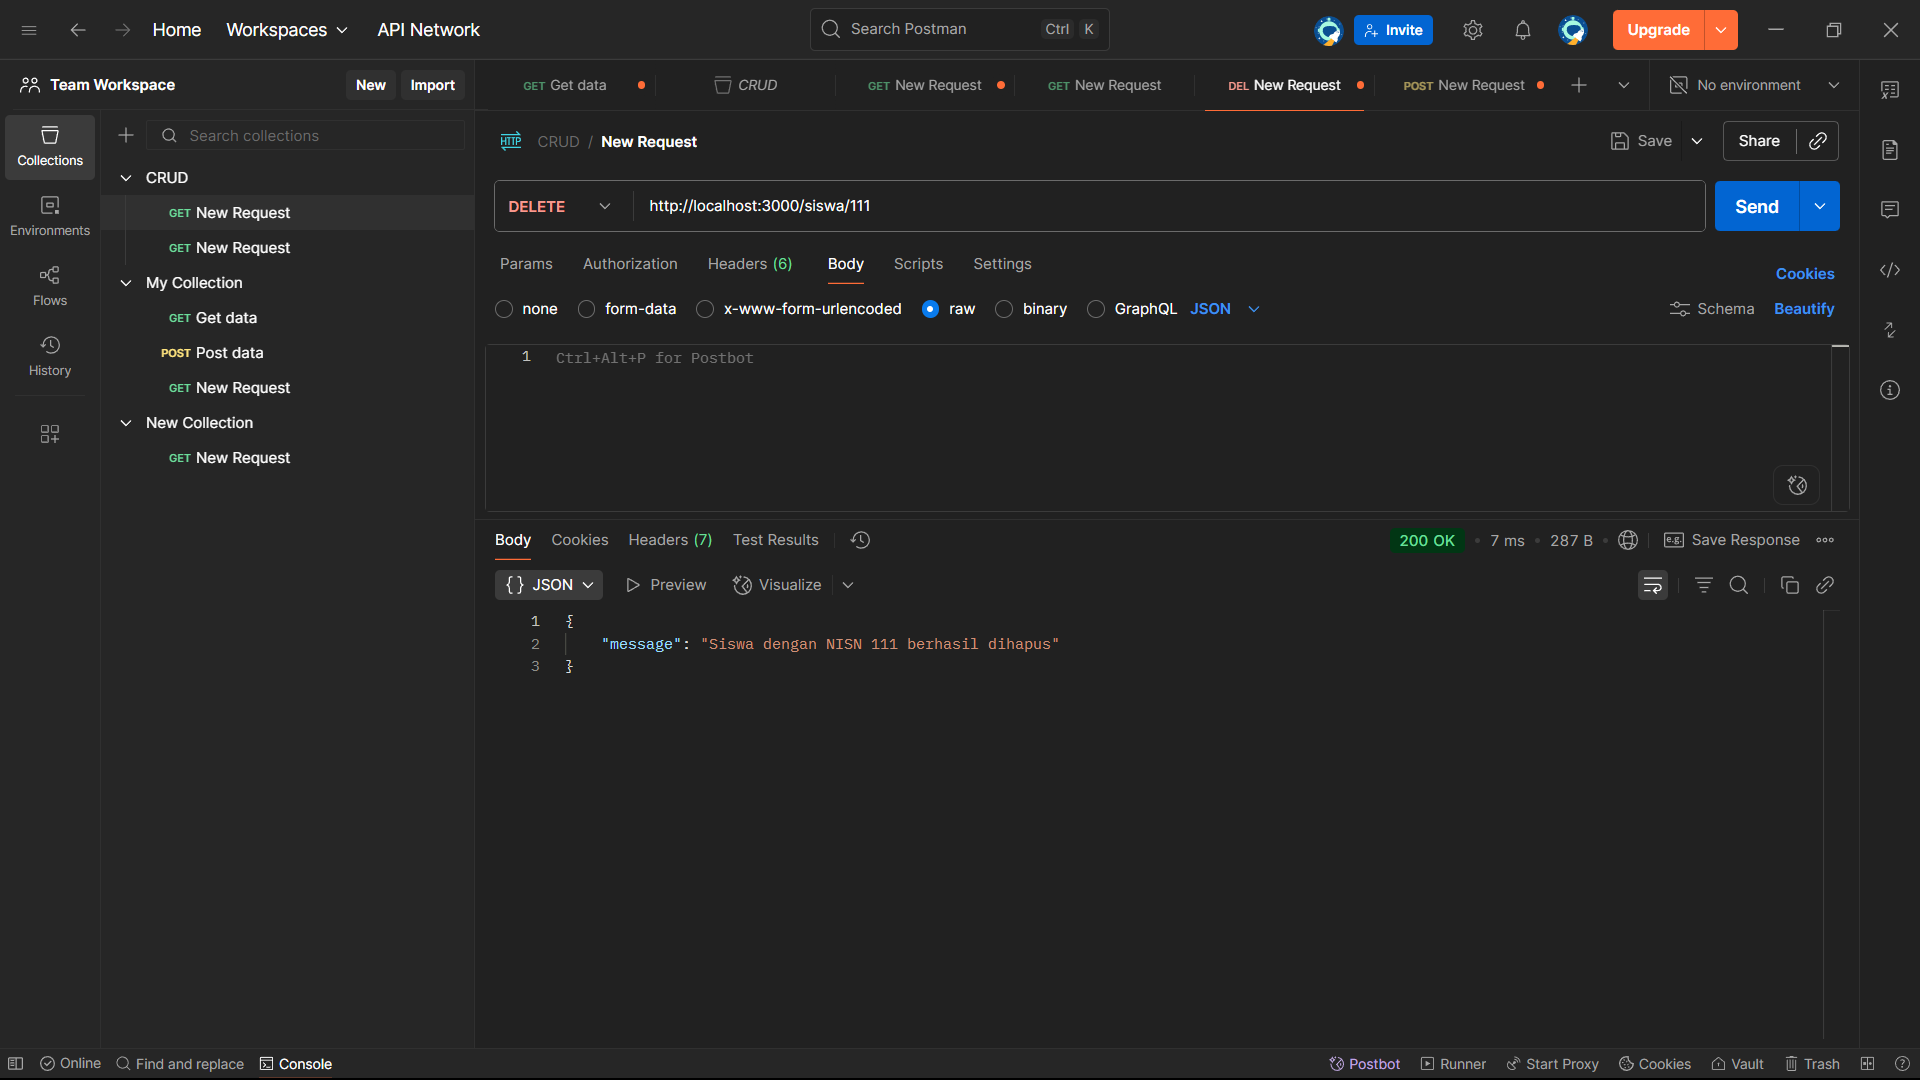 Home Workspaces API Network Search Postman Ctrl K Invite Upgrade
Team Workspace New Import GET Get data CRUD GET New Request GET New Request DEL New Request POST New Request No environment
Collections
Search collections
CRUD / New Request Save Share
CRUD
GET New Request
GET New Request
My Collection
GET Get data
POST Post data
GET New Request
New Collection
GET New Request
Environments
Flows
History
DELETE http://localhost:3000/siswa/111 Send
Params Authorization Headers (6) Body Scripts Settings Cookies
none form-data x-www-form-urlencoded raw binary GraphQL JSON Schema Beautify
1 Ctrl+Alt+P for Postbot
Body Cookies Headers (7) Test Results 200 OK • 7 ms • 287 B • e.g. Save Response
{} JSON Preview Visualize
1 {
2 "message": "Siswa dengan NISN 111 berhasil dihapus"
3 }
Online Find and replace Console Postbot Runner Start Proxy Cookies Vault Trash